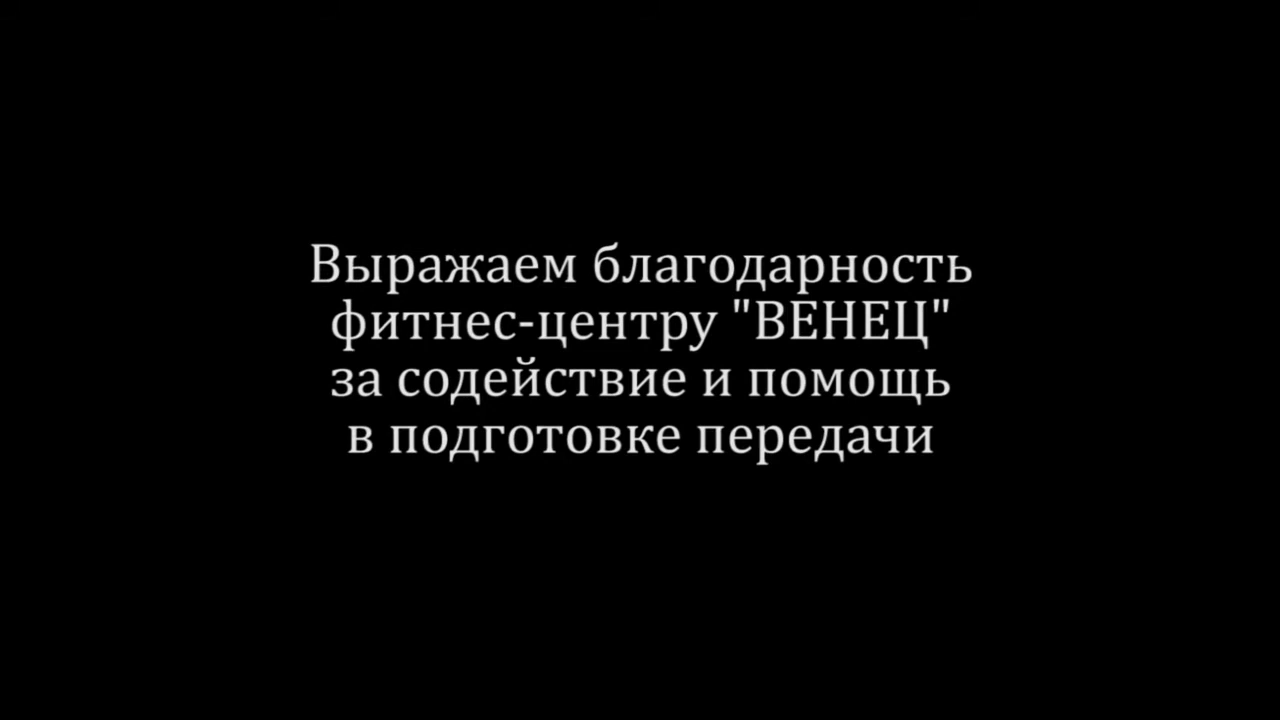 Выражаем благодарность
фитнес-центру "ВЕНЕЦ"
за содействие и помощь
в подготовке передачи